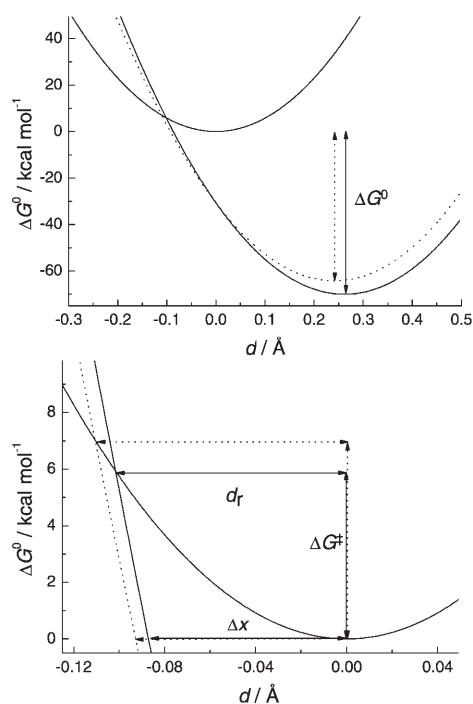 40
20
0
-20
-40
-60
ΔG⁰ / kcal mol⁻¹
ΔG⁰
-0.3 -0.2 -0.1 0.0 0.1 0.2 0.3 0.4 0.5
d / Å
8
6
4
2
0
ΔG⁰ / kcal mol⁻¹
dr
ΔG‡
Δx
-0.12 -0.08 -0.04 0.00 0.04
d / Å